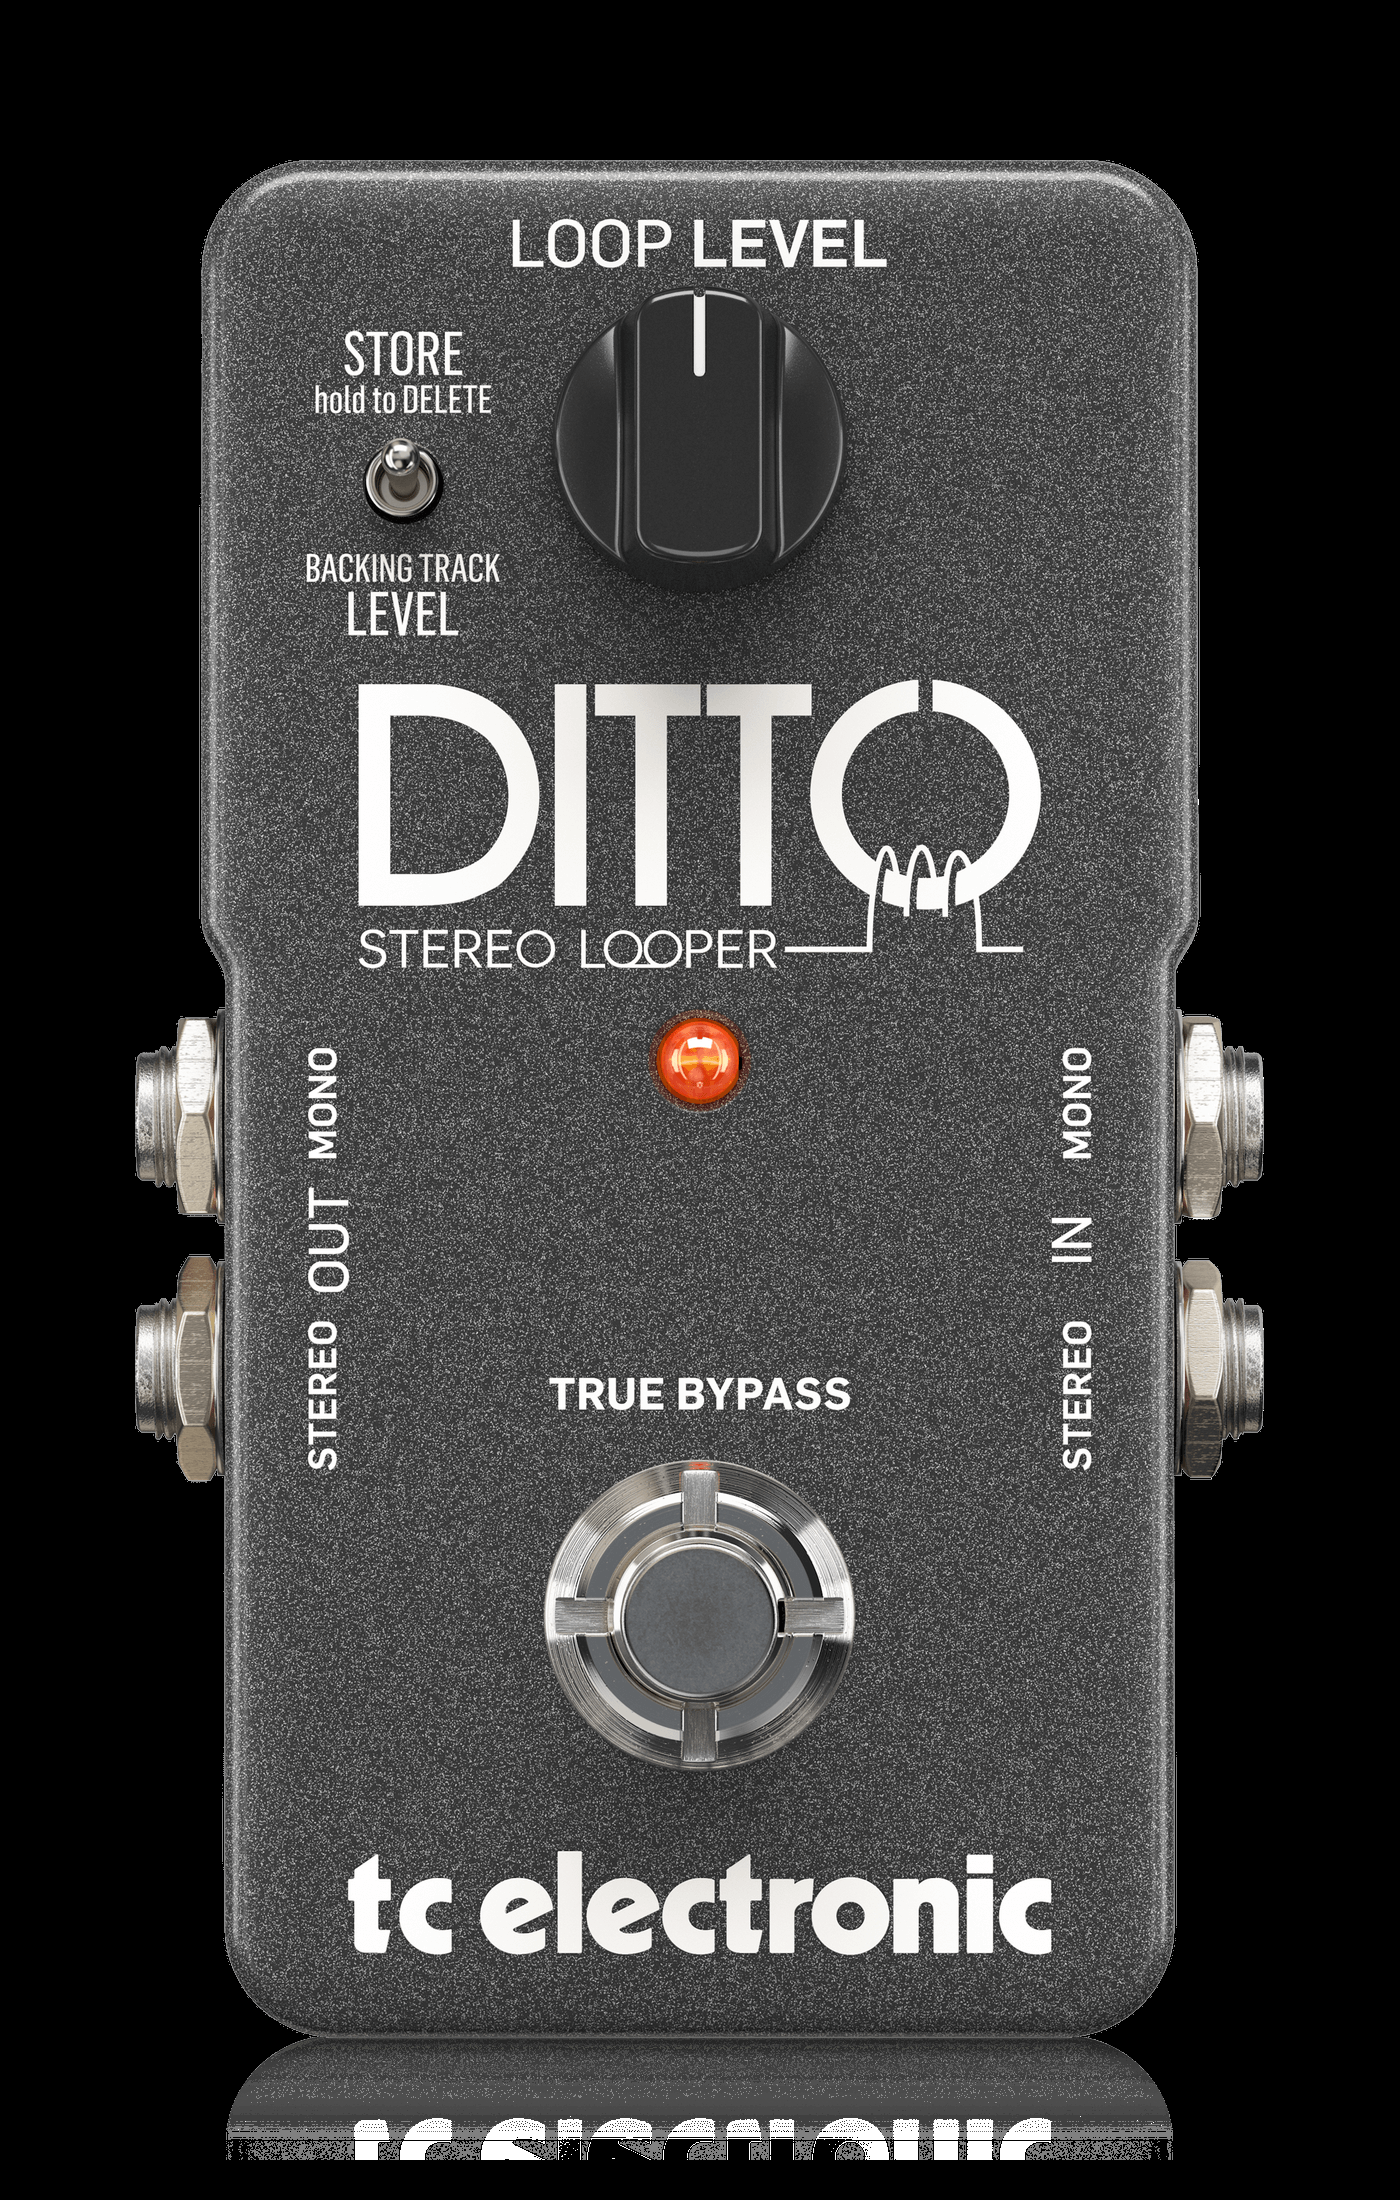 LOOP LEVEL
STORE
hold to DELETE
BACKING TRACK
LEVEL
DITTO
STEREO LOOPER
STEREO OUT MONO
STEREO IN MONO
TRUE BYPASS
tc electronic